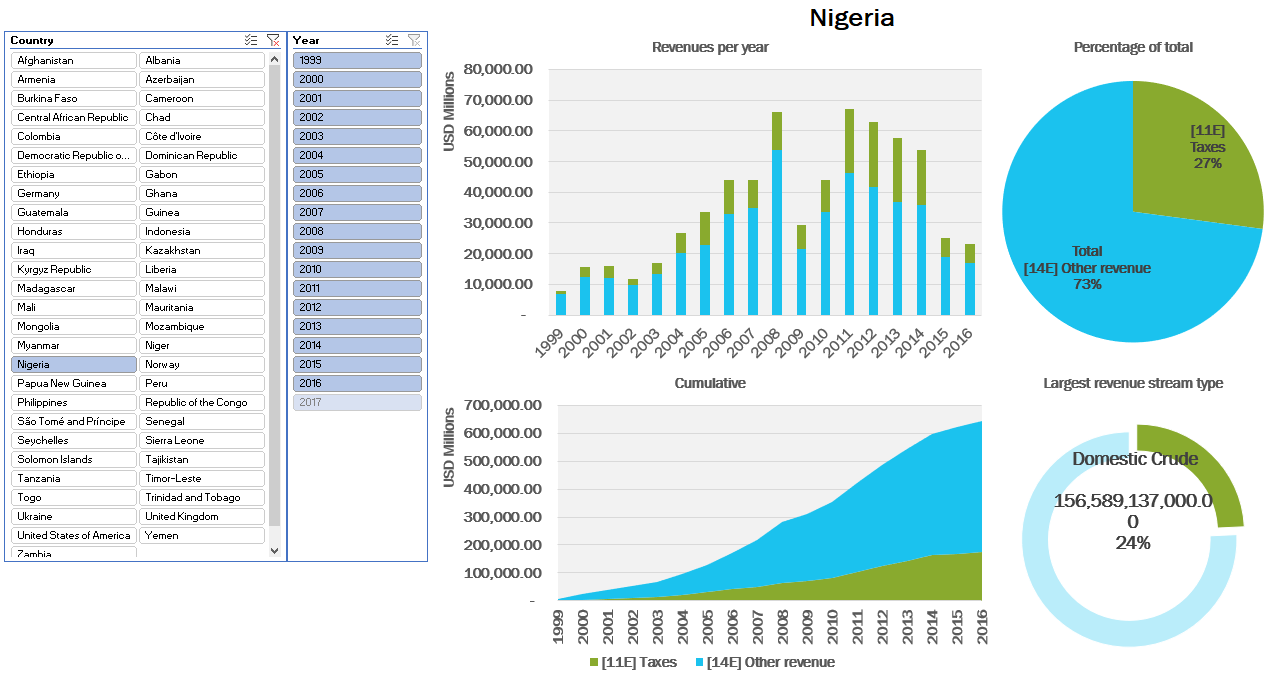 Nigeria
Country
Year
Afghanistan Albania
Armenia Azerbaijan
Burkina Faso Cameroon
Central African Republic Chad
Colombia Côte d'Ivoire
Democratic Republic o... Dominican Republic
Ethiopia Gabon
Germany Ghana
Guatemala Guinea
Honduras Indonesia
Iraq Kazakhstan
Kyrgyz Republic Liberia
Madagascar Malawi
Mali Mauritania
Mongolia Mozambique
Myanmar Niger
Nigeria Norway
Papua New Guinea Peru
Philippines Republic of the Congo
São Tomé and Príncipe Senegal
Seychelles Sierra Leone
Solomon Islands Tajikistan
Tanzania Timor-Leste
Togo Trinidad and Tobago
Ukraine United Kingdom
United States of America Yemen
Zambia
1999
2000
2001
2002
2003
2004
2005
2006
2007
2008
2009
2010
2011
2012
2013
2014
2015
2016
2017
Revenues per year
USD Millions
80,000.00
70,000.00
60,000.00
50,000.00
40,000.00
30,000.00
20,000.00
10,000.00
-
1999 2000 2001 2002 2003 2004 2005 2006 2007 2008 2009 2010 2011 2012 2013 2014 2015 2016
Percentage of total
[11E]
Taxes
27%
Total
[14E] Other revenue
73%
Cumulative
USD Millions
700,000.00
600,000.00
500,000.00
400,000.00
300,000.00
200,000.00
100,000.00
-
1999 2000 2001 2002 2003 2004 2005 2006 2007 2008 2009 2010 2011 2012 2013 2014 2015 2016
[11E] Taxes [14E] Other revenue
Largest revenue stream type
Domestic Crude
156,589,137,000.0
0
24%